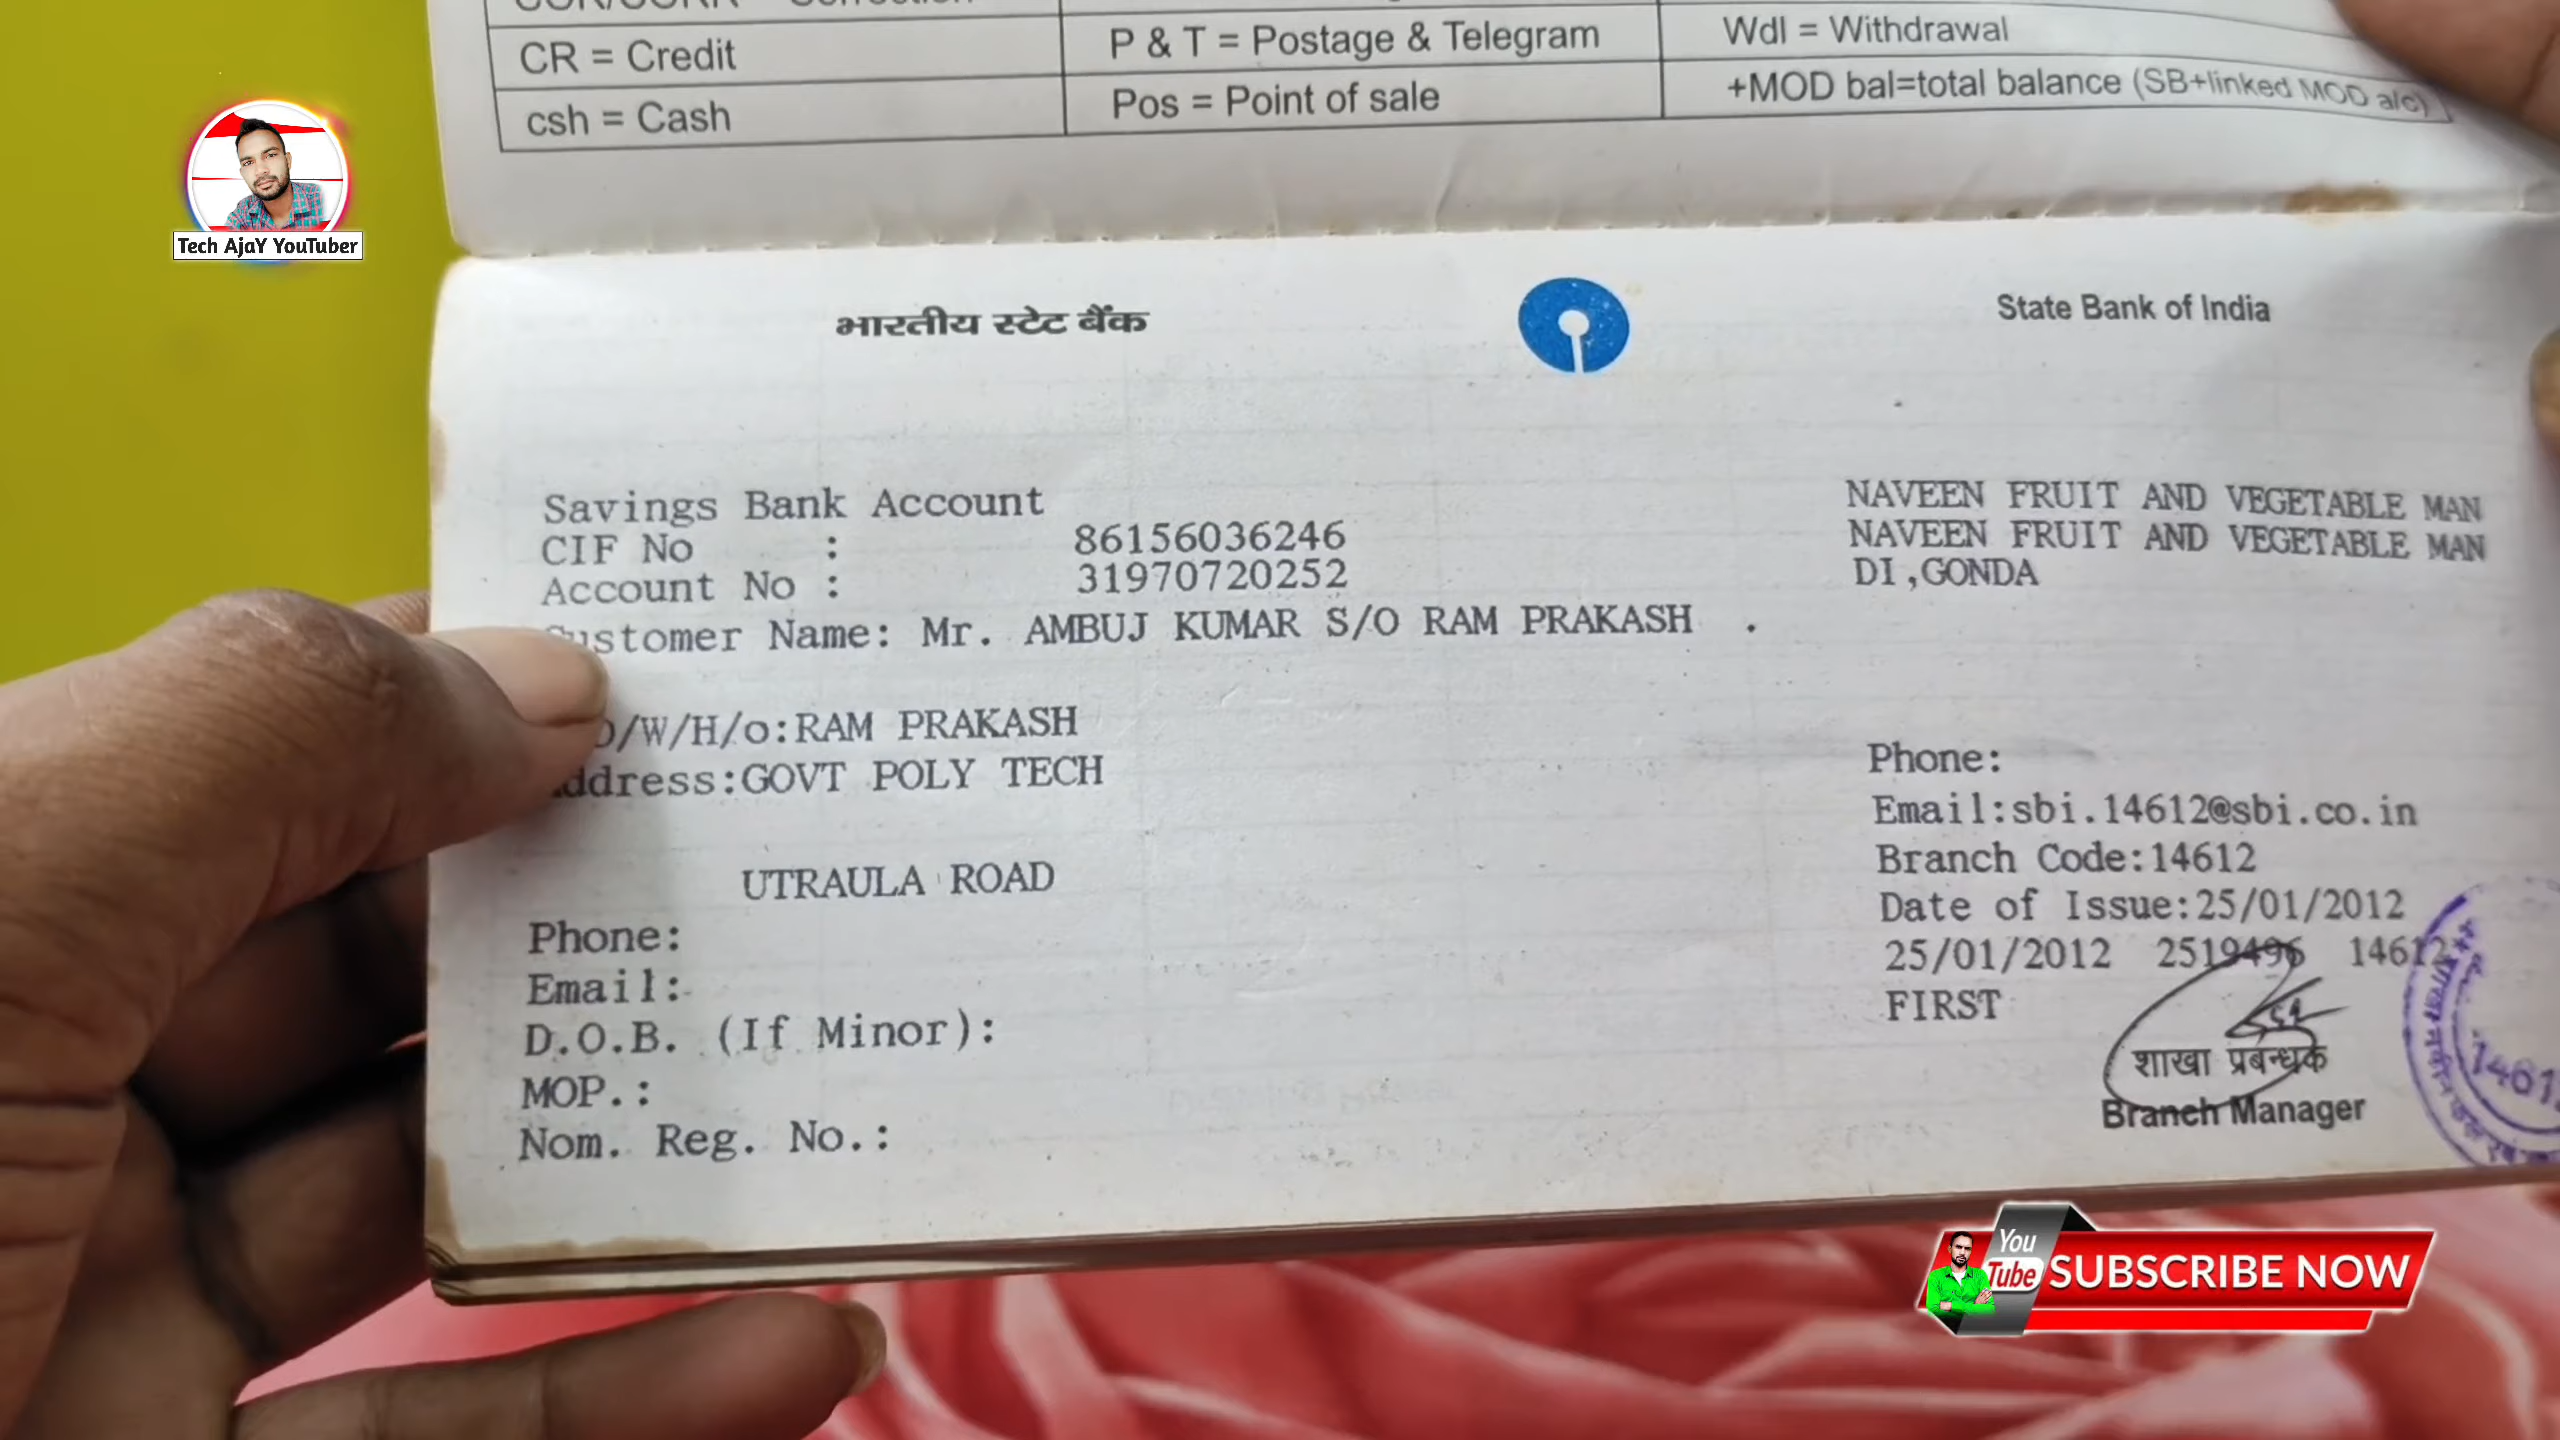 CR = Credit
P & T = Postage & Telegram
Wdl = Withdrawal
csh = Cash
Pos = Point of sale
+MOD bal=total balance (SB+linked MOD a/c)
Tech AjaY YouTuber
भारतीय स्टेट बैंक
State Bank of India
Savings Bank Account
CIF No : 86156036246
Account No : 31970720252
Customer Name: Mr. AMBUJ KUMAR S/O RAM PRAKASH .
NAVEEN FRUIT AND VEGETABLE MAN
NAVEEN FRUIT AND VEGETABLE MAN
DI,GONDA
/W/H/o:RAM PRAKASH
Address:GOVT POLY TECH
UTRAULA ROAD
Phone:
Email:
D.O.B. (If Minor):
MOP.:
Nom. Reg. No.:
Phone:
Email:sbi.14612@sbi.co.in
Branch Code:14612
Date of Issue:25/01/2012
25/01/2012 2519496 14612
FIRST
शाखा प्रबन्धक
Branch Manager
You
Tube
SUBSCRIBE NOW